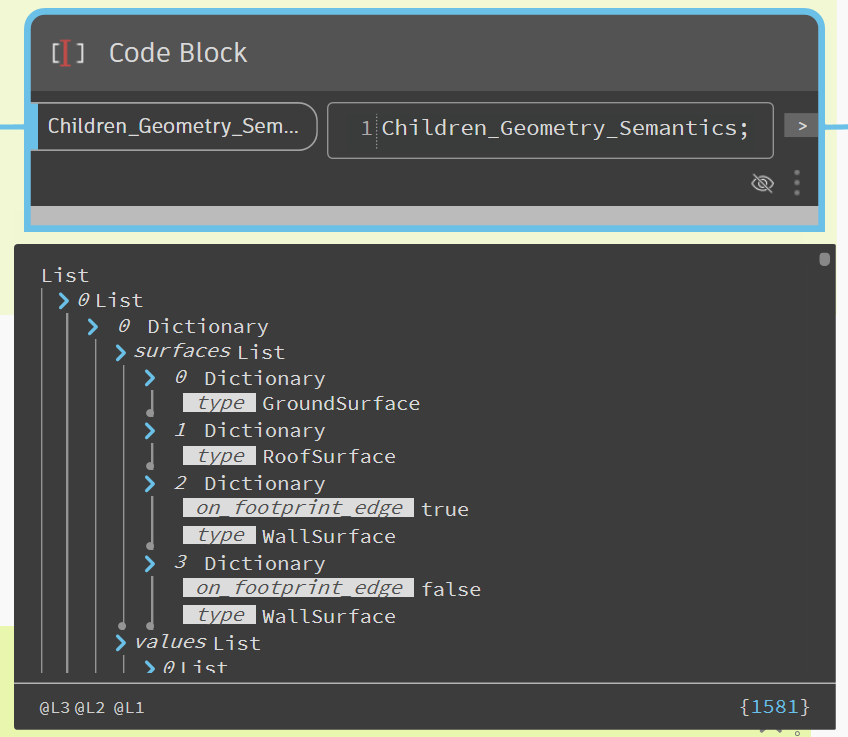 [I] Code Block
Children_Geometry_Sem... 1 Children_Geometry_Semantics; >
List
0 List
0 Dictionary
surfaces List
0 Dictionary
type GroundSurface
1 Dictionary
type RoofSurface
2 Dictionary
on_footprint_edge true
type WallSurface
3 Dictionary
on_footprint_edge false
type WallSurface
values List
0 List
@L3 @L2 @L1 {1581}